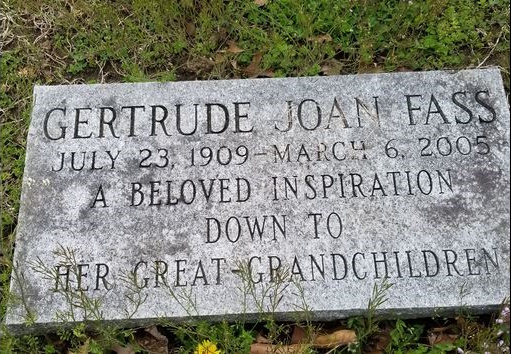 GERTRUDE JOAN FASS
JULY 23, 1909 - MARCH 6, 2005
A BELOVED INSPIRATION
DOWN TO
HER GREAT-GRANDCHILDREN